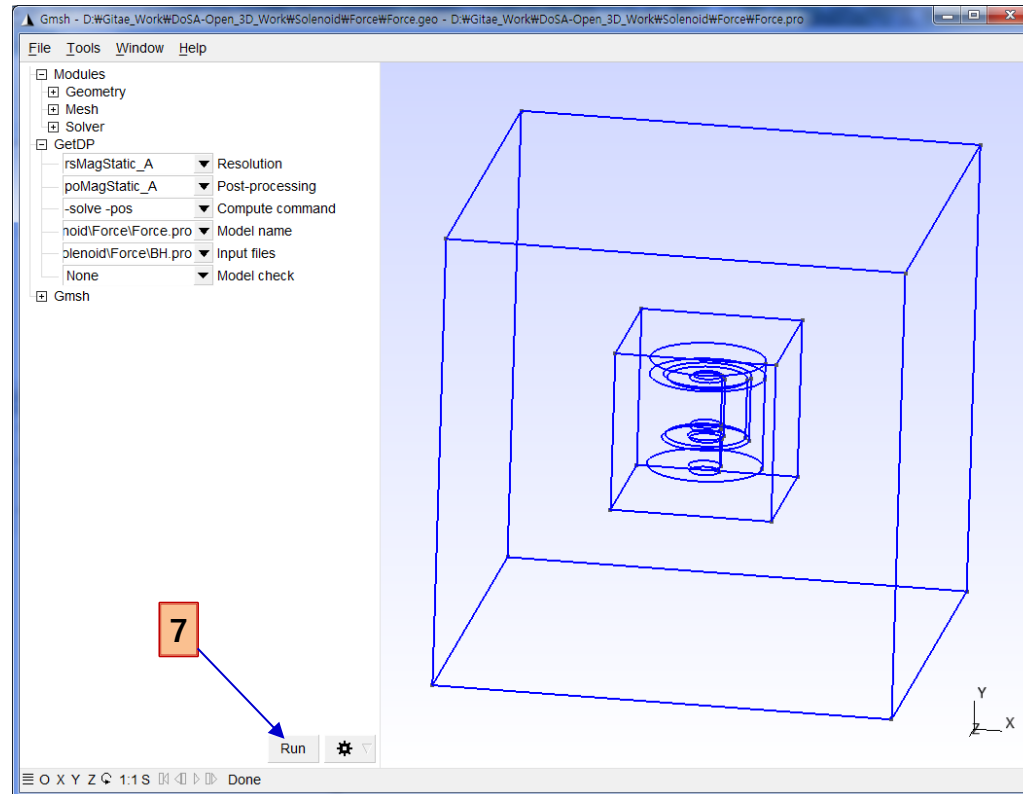 Gmsh - D:₩Gitae_Work₩DoSA-Open_3D_Work₩Solenoid₩Force₩Force.geo - D:₩Gitae_Work₩DoSA-Open_3D_Work₩Solenoid₩Force₩Force.pro
File Tools Window Help
Modules
Geometry
Mesh
Solver
GetDP
rsMagStatic_A Resolution
poMagStatic_A Post-processing
-solve -pos Compute command
noid\Force\Force.pro Model name
olenoid\Force\BH.pro Input files
None Model check
Gmsh
7
Y
X
Z
Run
O X Y Z 1:1 S Done